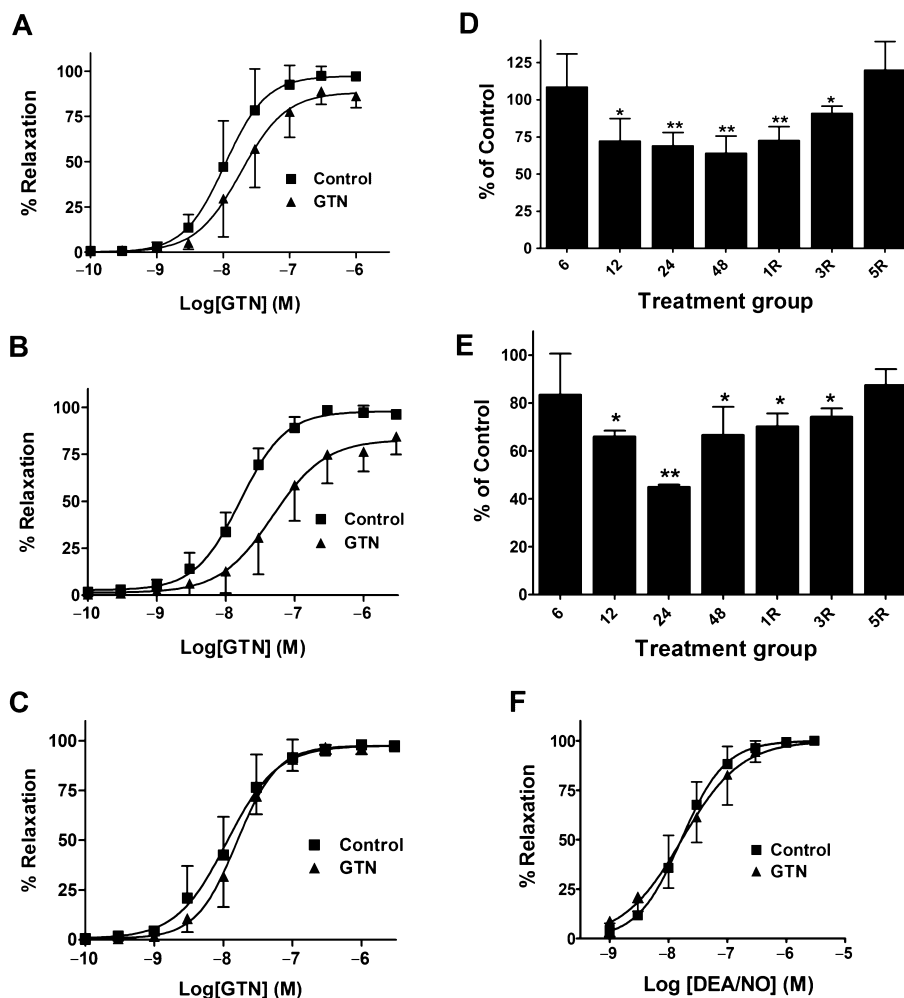 A
100
75
50
25
0
% Relaxation
Control
GTN
−10 −9 −8 −7 −6
Log[GTN] (M)
B
100
75
50
25
0
% Relaxation
Control
GTN
−10 −9 −8 −7 −6
Log[GTN] (M)
C
100
75
50
25
0
% Relaxation
Control
GTN
−10 −9 −8 −7 −6
Log[GTN] (M)
D
125
100
75
50
25
0
% of Control
* ** ** ** *
6 12 24 48 1R 3R 5R
Treatment group
E
100
80
60
40
20
0
% of Control
* ** * * *
6 12 24 48 1R 3R 5R
Treatment group
F
100
75
50
25
0
% Relaxation
Control
GTN
−9 −8 −7 −6 −5
Log [DEA/NO] (M)